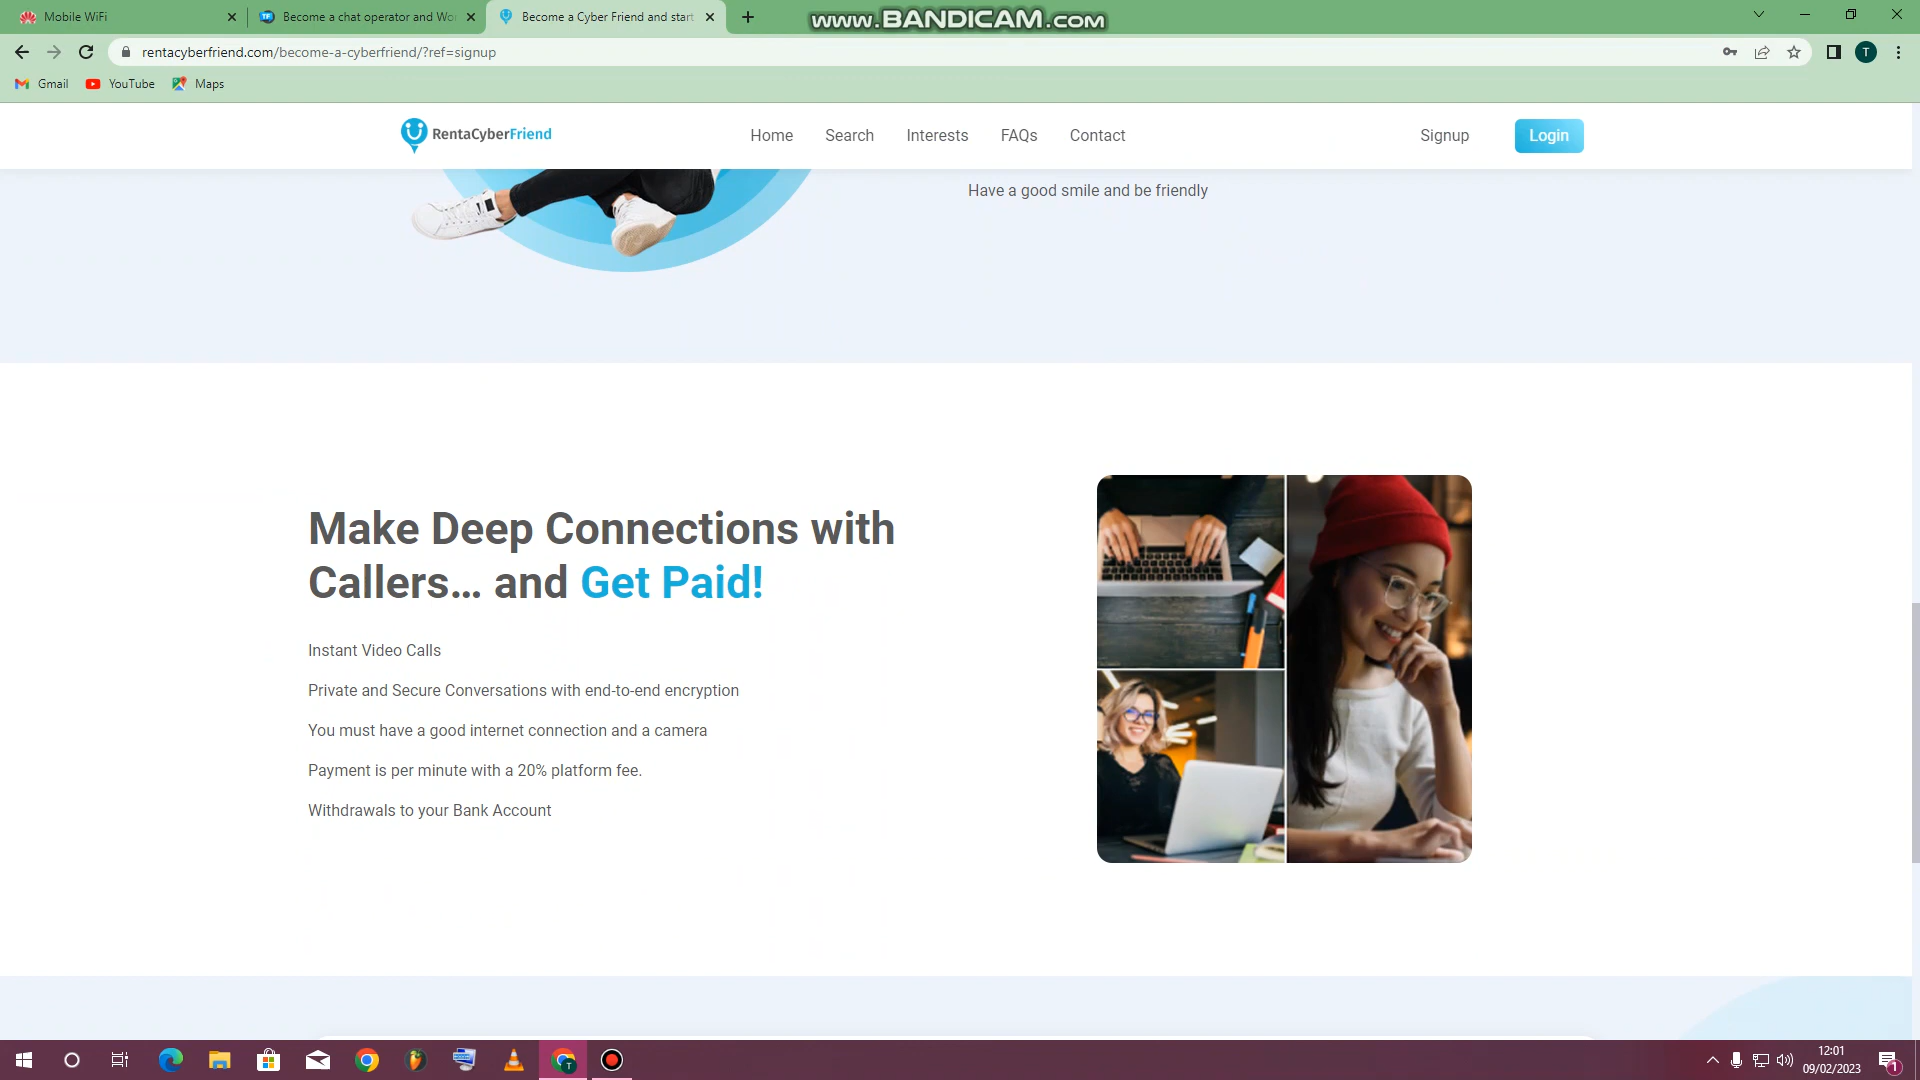 Mobile WiFi
Become a chat operator and Wo
Become a Cyber Friend and start
www.BANDICAM.com
rentacyberfriend.com/become-a-cyberfriend/?ref=signup
T
Gmail
YouTube
Maps
RentaCyberFriend
Home
Search
Interests
FAQs
Contact
Signup
Login
Have a good smile and be friendly
Make Deep Connections with
Callers... and Get Paid!
Instant Video Calls
Private and Secure Conversations with end-to-end encryption
You must have a good internet connection and a camera
Payment is per minute with a 20% platform fee.
Withdrawals to your Bank Account
T
12:01
09/02/2023
1